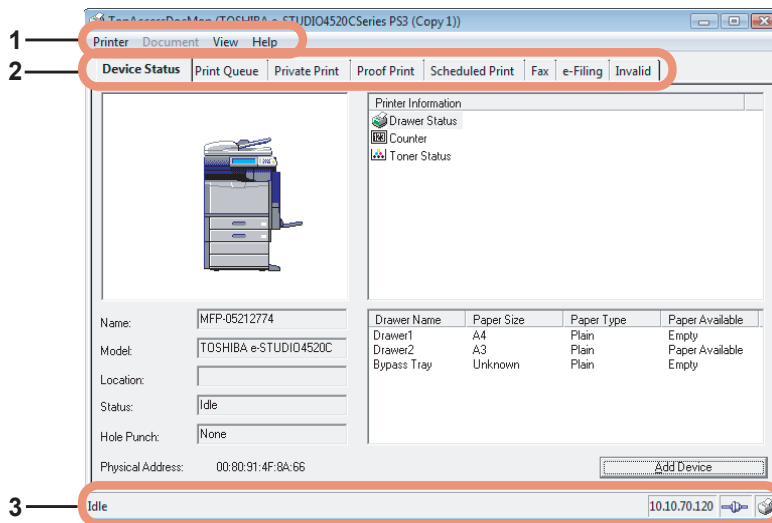 TopAccessDocMon (TOSHIBA e-STUDIO4520CSeries PS3 (Copy 1))
1
Printer Document View Help
2
Device Status Print Queue Private Print Proof Print Scheduled Print Fax e-Filing Invalid
Printer Information
Drawer Status
Counter
Toner Status
Name: MFP-05212774
Model: TOSHIBA e-STUDIO4520C
Location:
Status: Idle
Hole Punch: None
Physical Address: 00:80:91:4F:8A:66
Drawer Name Paper Size Paper Type Paper Available
Drawer1 A4 Plain Empty
Drawer2 A3 Plain Paper Available
Bypass Tray Unknown Plain Empty
Add Device
3
Idle 10.10.70.120